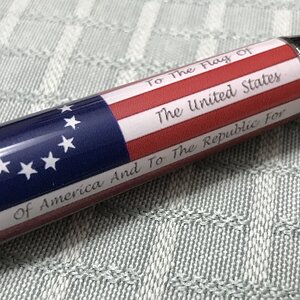 To The Flag Of
The United States
Of America And To The Republic For